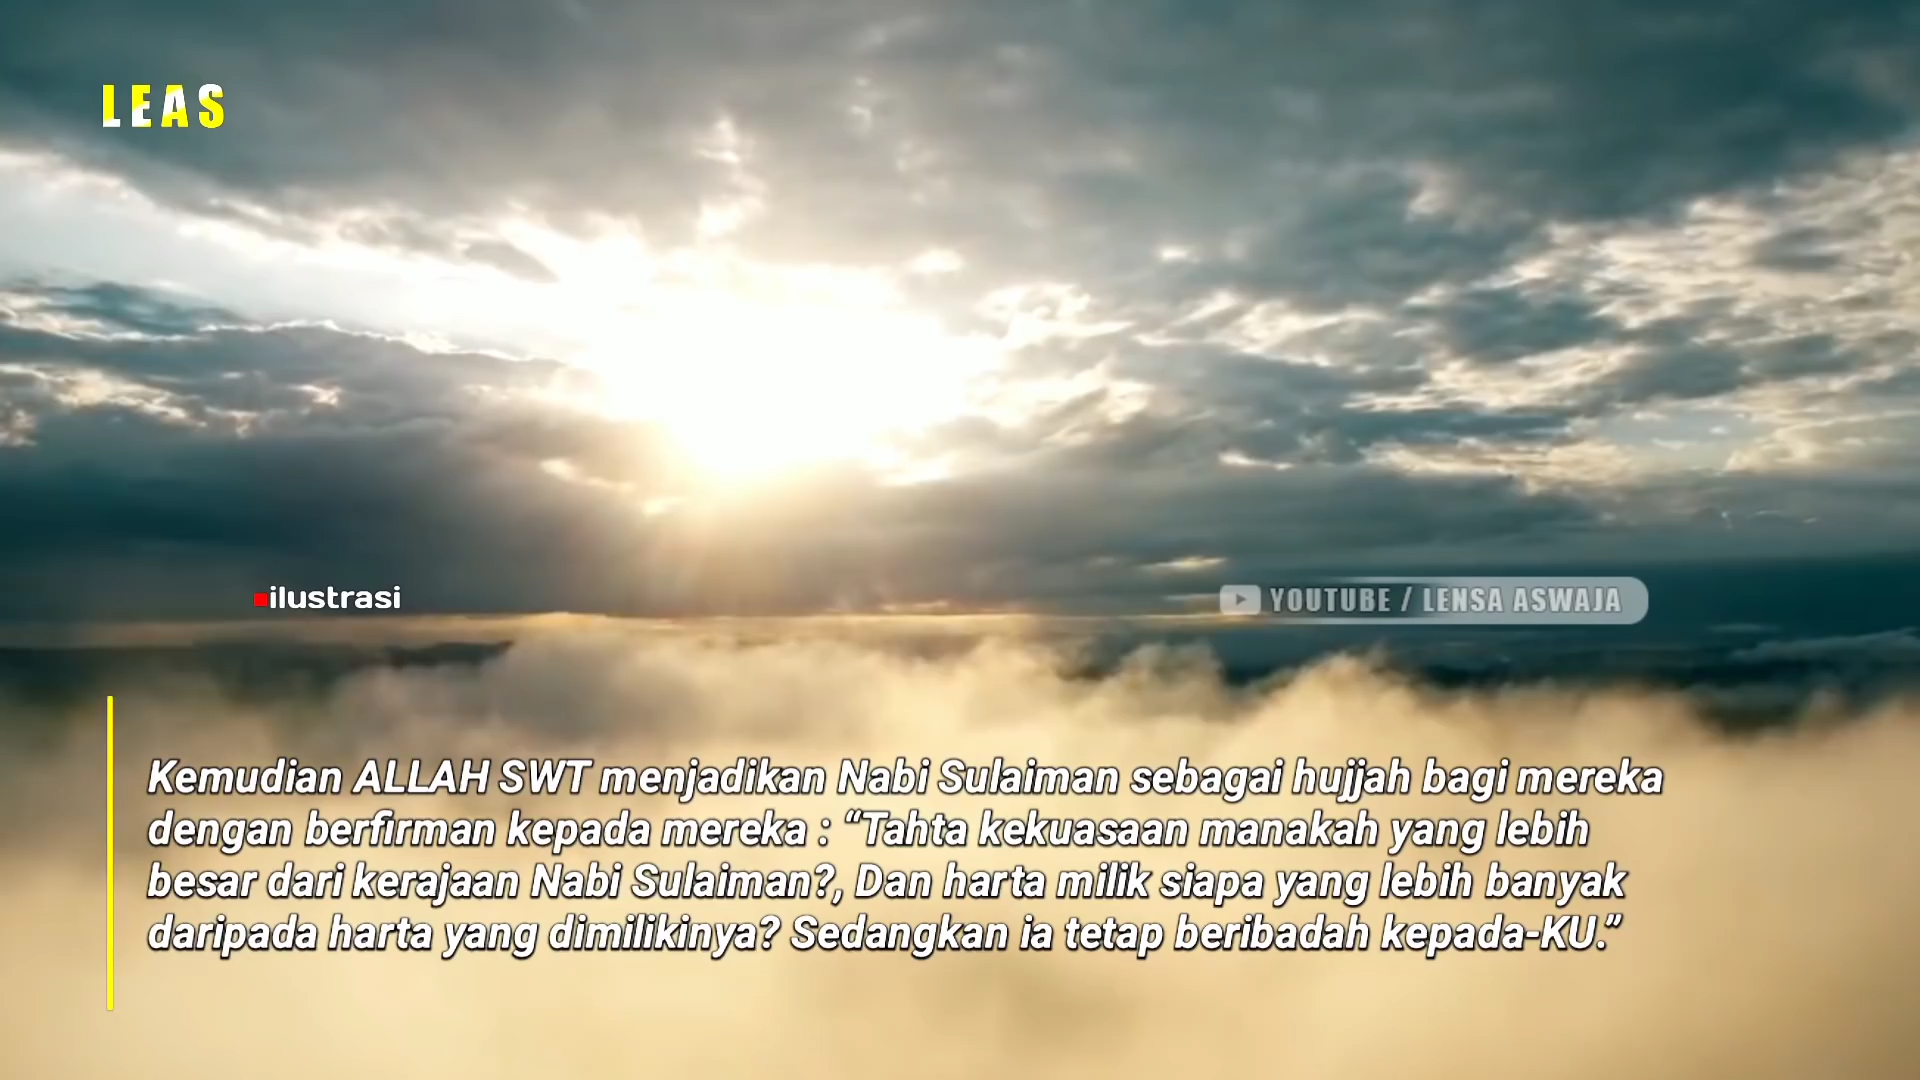 LEAS
ilustrasi
YOUTUBE / LENSA ASWAJA
Kemudian ALLAH SWT menjadikan Nabi Sulaiman sebagai hujjah bagi mereka
dengan berfirman kepada mereka : “Tahta kekuasaan manakah yang lebih
besar dari kerajaan Nabi Sulaiman?, Dan harta milik siapa yang lebih banyak
daripada harta yang dimilikinya? Sedangkan ia tetap beribadah kepada-KU.”